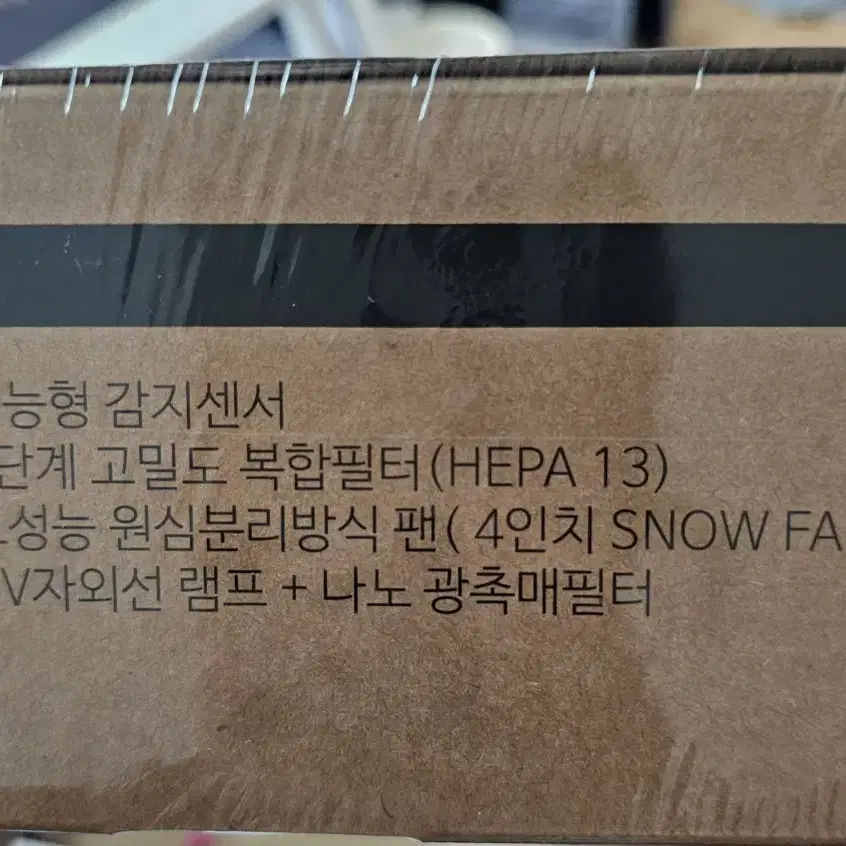 능형 감지센서
단계 고밀도 복합필터(HEPA 13)
성능 원심분리방식 팬( 4인치 SNOW FA
V자외선 램프 + 나노 광촉매필터